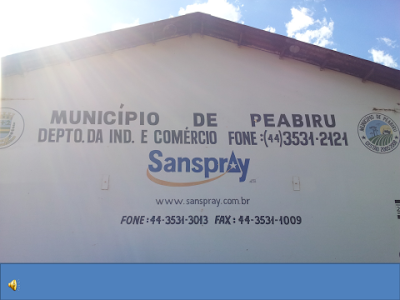 MUNICÍPIO DE PEABIRU
DEPTO. DA IND. E COMÉRCIO FONE:(44)3531-2121
Sanspray
www.sanspray.com.br
FONE:44-3531-3013 FAX:44-3531-1009